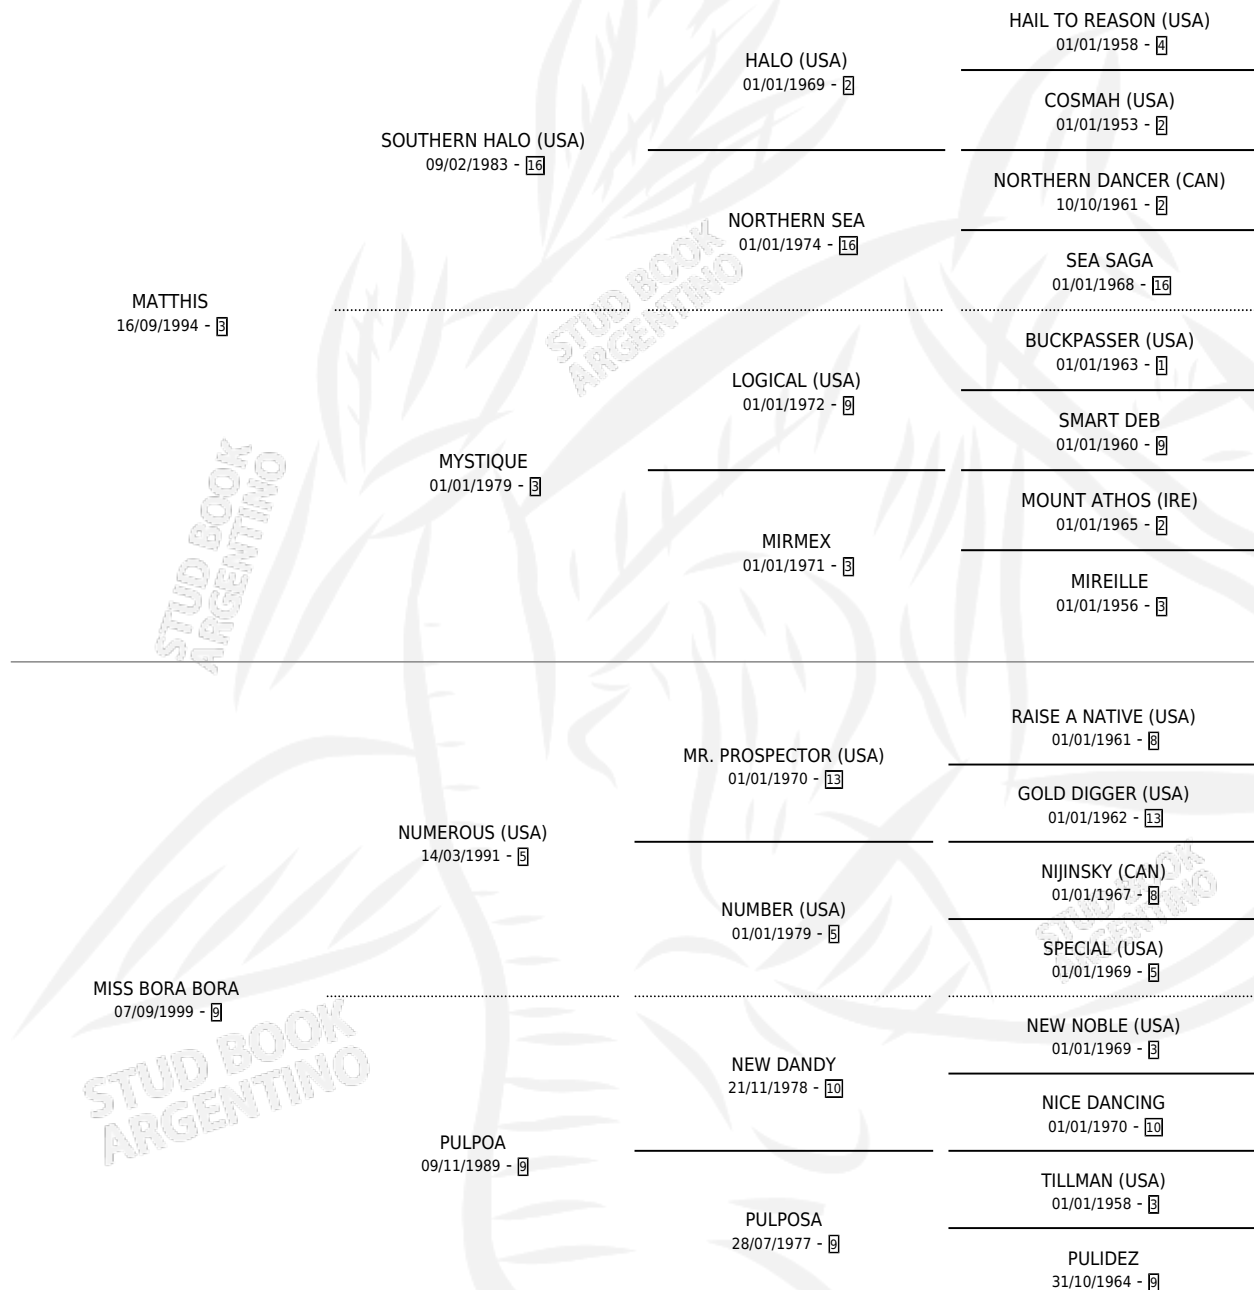 HAIL TO REASON (USA)
01/01/1958 - 4
HALO (USA)
01/01/1969 - 2
COSMAH (USA)
01/01/1953 - 2
SOUTHERN HALO (USA)
09/02/1983 - 16
NORTHERN DANCER (CAN)
10/10/1961 - 2
NORTHERN SEA
01/01/1974 - 16
SEA SAGA
01/01/1968 - 16
MATTHIS
16/09/1994 - 3
BUCKPASSER (USA)
01/01/1963 - 1
LOGICAL (USA)
01/01/1972 - 9
SMART DEB
01/01/1960 - 9
MYSTIQUE
01/01/1979 - 3
MOUNT ATHOS (IRE)
01/01/1965 - 2
MIRMEX
01/01/1971 - 3
MIREILLE
01/01/1956 - 3
RAISE A NATIVE (USA)
01/01/1961 - 8
MR. PROSPECTOR (USA)
01/01/1970 - 13
GOLD DIGGER (USA)
01/01/1962 - 13
NUMEROUS (USA)
14/03/1991 - 5
NIJINSKY (CAN)
01/01/1967 - 8
NUMBER (USA)
01/01/1979 - 5
SPECIAL (USA)
01/01/1969 - 5
MISS BORA BORA
07/09/1999 - 9
NEW NOBLE (USA)
01/01/1969 - 3
NEW DANDY
21/11/1978 - 10
NICE DANCING
01/01/1970 - 10
PULPOA
09/11/1989 - 9
TILLMAN (USA)
01/01/1958 - 3
PULPOSA
28/07/1977 - 9
PULIDEZ
31/10/1964 - 9
STUD BOOK
ARGENTINO
STUD BOOK
ARGENTINO
STUD BOOK
ARGENTINO
STUD BOOK
ARGENTINO